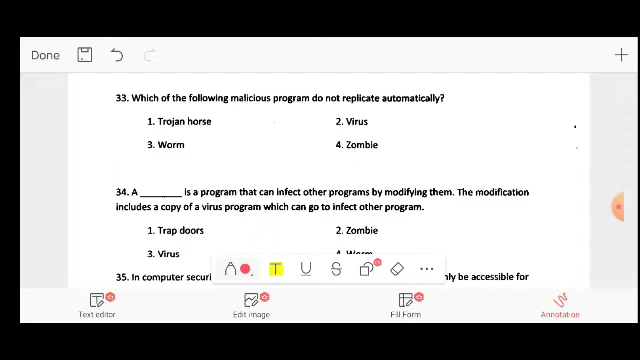 Done
33. Which of the following malicious program do not replicate automatically?
1. Trojan horse 2. Virus
3. Worm 4. Zombie
34. A ________ is a program that can infect other programs by modifying them. The modification
includes a copy of a virus program which can go to infect other program.
1. Trap doors 2. Zombie
3. Virus 4. Worm
35. In computer securi nly be accessible for
Text editor Edit image Fill Form Annotation